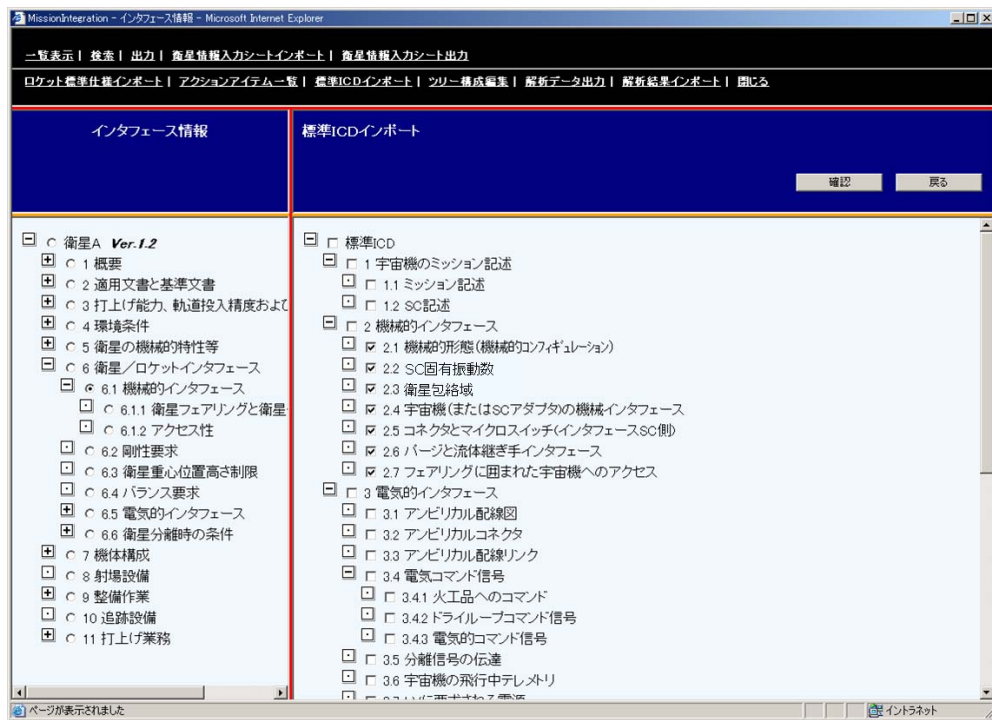 MissionIntegration - インタフェース情報 - Microsoft Internet Explorer
一覧表示 | 検索 | 出力 | 衛星情報入力シートインポート | 衛星情報入力シート出力
ロケット標準仕様インポート | アクションアイテム一覧 | 標準ICDインポート | ツリー構成編集 | 解析データ出力 | 解析結果インポート | 閉じる
インタフェース情報
標準ICDインポート
確認
戻る
衛星A Ver.1.2
1 概要
2 適用文書と基準文書
3 打上げ能力、軌道投入精度およ
4 環境条件
5 衛星の機械的特性等
6 衛星／ロケットインタフェース
6.1 機械的インタフェース
6.1.1 衛星フェアリングと衛星
6.1.2 アクセス性
6.2 剛性要求
6.3 衛星重心位置高さ制限
6.4 バランス要求
6.5 電気的インタフェース
6.6 衛星分離時の条件
7 機体構成
8 射場設備
9 整備作業
10 追跡設備
11 打上げ業務
標準ICD
1 宇宙機のミッション記述
1.1 ミッション記述
1.2 SC記述
2 機械的インタフェース
2.1 機械的形態(機械的ｺﾝﾌｨｷﾞｭﾚｰｼｮﾝ)
2.2 SC固有振動数
2.3 衛星包絡域
2.4 宇宙機(またはSCアダプタ)の機械インタフェース
2.5 コネクタとマイクロスイッチ(インタフェースSC側)
2.6 パージと流体継ぎ手インタフェース
2.7 フェアリングに囲まれた宇宙機へのアクセス
3 電気的インタフェース
3.1 アンビリカル配線図
3.2 アンビリカルコネクタ
3.3 アンビリカル配線リンク
3.4 電気コマンド信号
3.4.1 火工品へのコマンド
3.4.2 ドライループコマンド信号
3.4.3 電気的コマンド信号
3.5 分離信号の伝達
3.6 宇宙機の飛行中テレメトリ
ページが表示されました
イントラネット